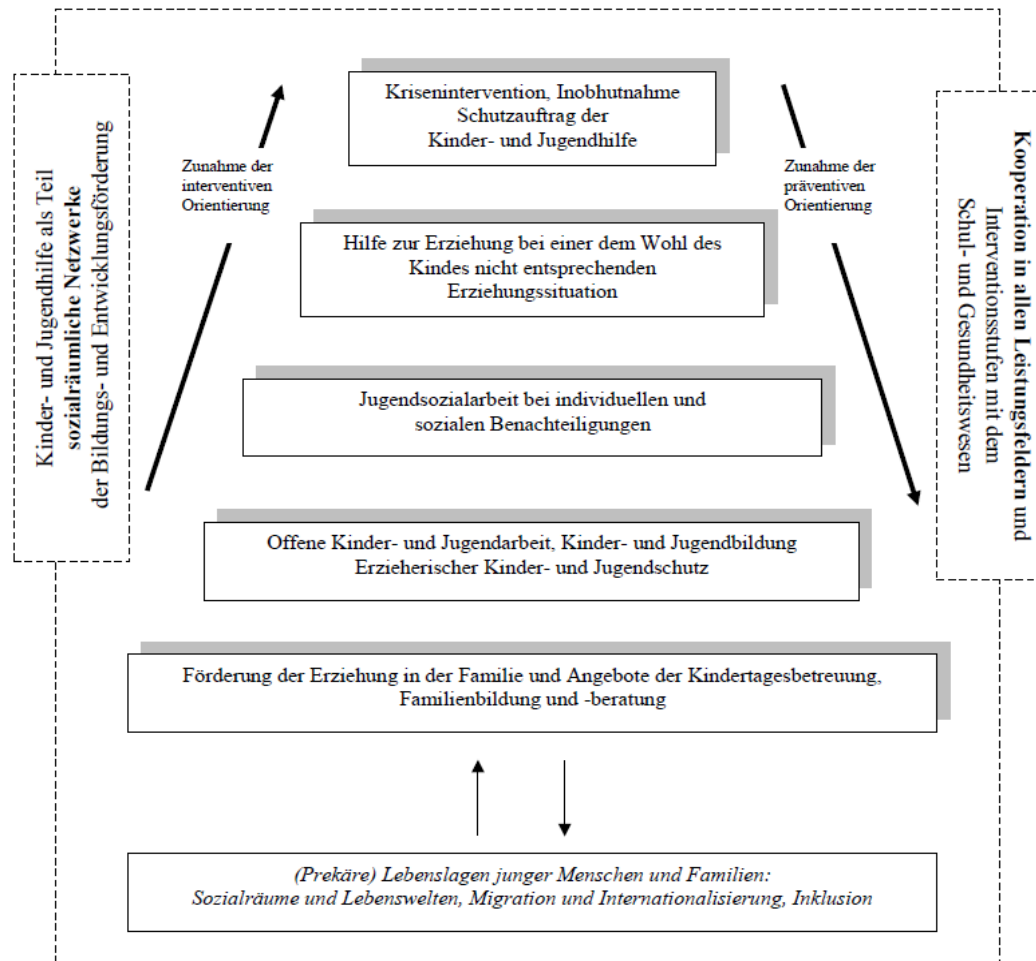 Krisenintervention, Inobhutnahme
Schutzauftrag der
Kinder- und Jugendhilfe
Zunahme der
interventiven
Orientierung
Zunahme der
präventiven
Orientierung
Kinder- und Jugendhilfe als Teil
sozialräumliche Netzwerke
der Bildungs- und Entwicklungsförderung
Kooperation in allen Leistungsfeldern und
Interventionsstufen mit dem
Schul- und Gesundheitswesen
Hilfe zur Erziehung bei einer dem Wohl des
Kindes nicht entsprechenden
Erziehungssituation
Jugendsozialarbeit bei individuellen und
sozialen Benachteiligungen
Offene Kinder- und Jugendarbeit, Kinder- und Jugendbildung
Erzieherischer Kinder- und Jugendschutz
Förderung der Erziehung in der Familie und Angebote der Kindertagesbetreuung,
Familienbildung und -beratung
(Prekäre) Lebenslagen junger Menschen und Familien:
Sozialräume und Lebenswelten, Migration und Internationalisierung, Inklusion